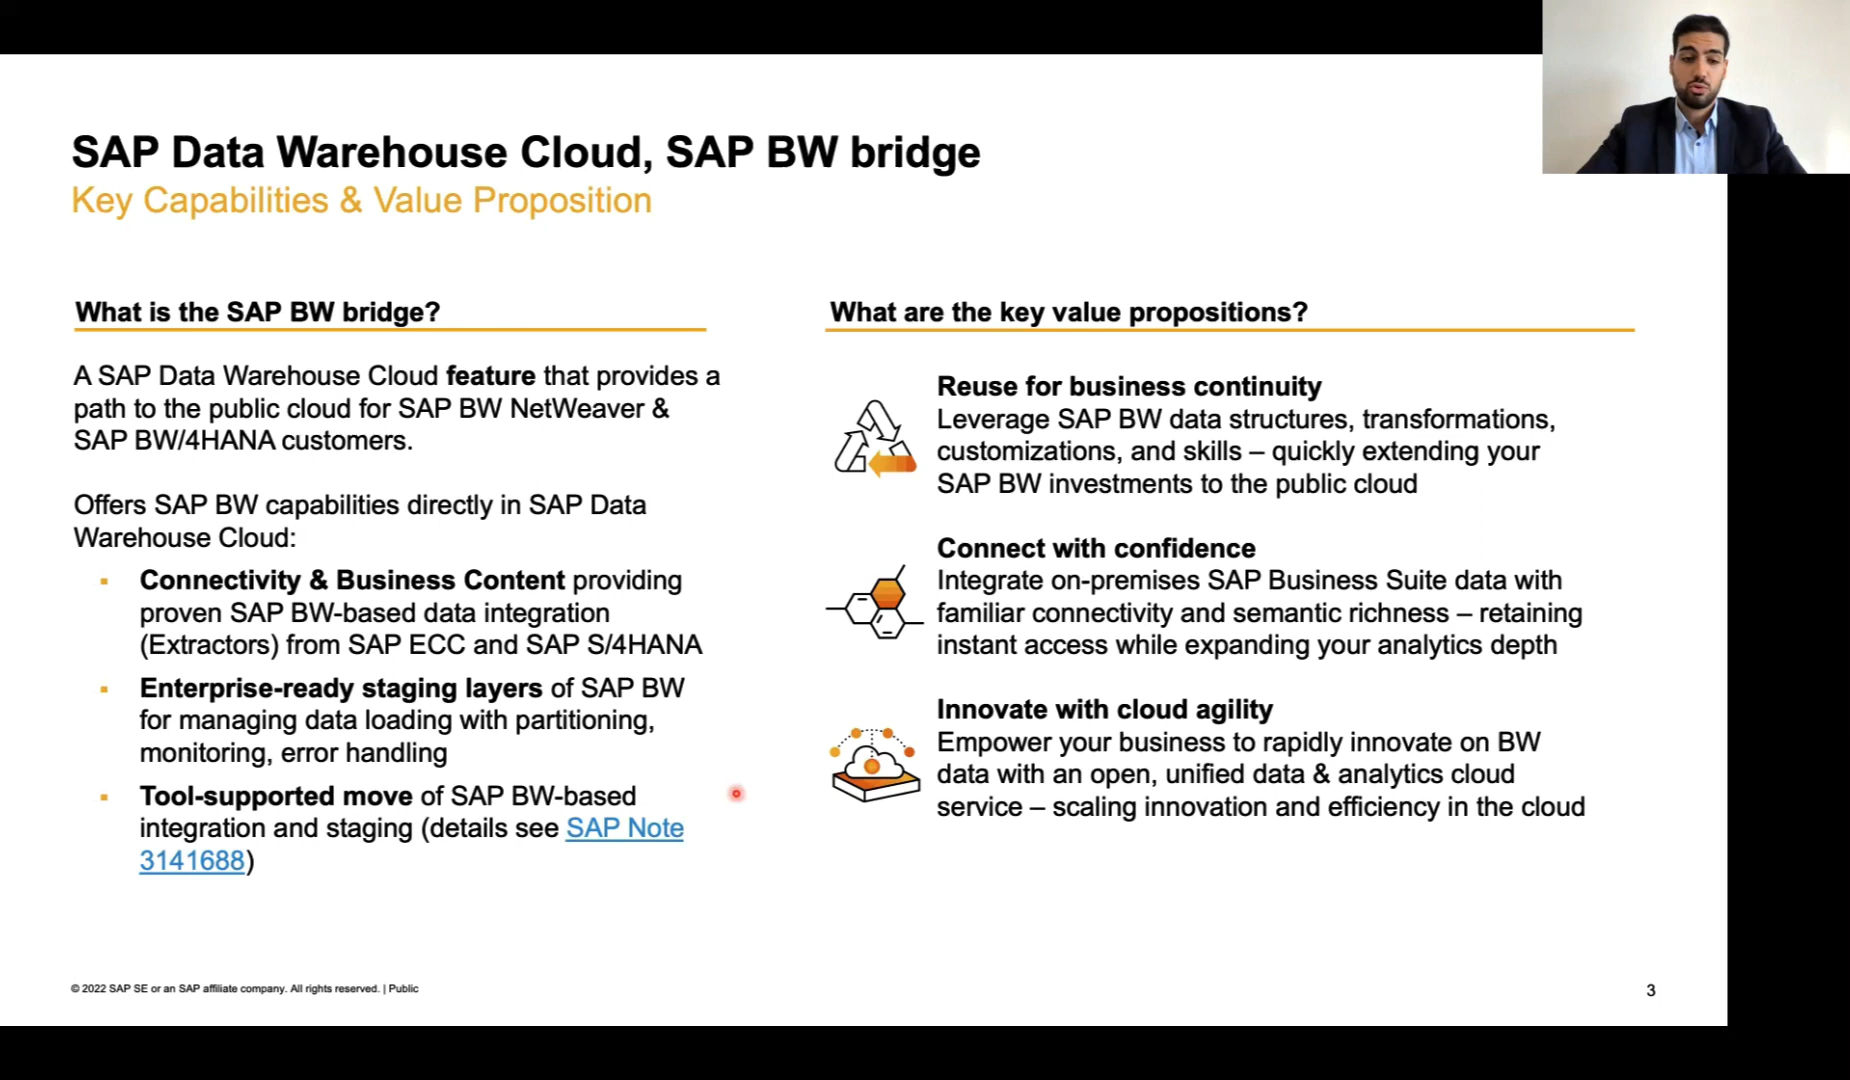 SAP Data Warehouse Cloud, SAP BW bridge
Key Capabilities & Value Proposition
What is the SAP BW bridge?
A SAP Data Warehouse Cloud feature that provides a
path to the public cloud for SAP BW NetWeaver &
SAP BW/4HANA customers.
Offers SAP BW capabilities directly in SAP Data
Warehouse Cloud:
▪ Connectivity & Business Content providing
proven SAP BW-based data integration
(Extractors) from SAP ECC and SAP S/4HANA
▪ Enterprise-ready staging layers of SAP BW
for managing data loading with partitioning,
monitoring, error handling
▪ Tool-supported move of SAP BW-based
integration and staging (details see SAP Note
3141688)
What are the key value propositions?
Reuse for business continuity
Leverage SAP BW data structures, transformations,
customizations, and skills – quickly extending your
SAP BW investments to the public cloud
Connect with confidence
Integrate on-premises SAP Business Suite data with
familiar connectivity and semantic richness – retaining
instant access while expanding your analytics depth
Innovate with cloud agility
Empower your business to rapidly innovate on BW
data with an open, unified data & analytics cloud
service – scaling innovation and efficiency in the cloud
© 2022 SAP SE or an SAP affiliate company. All rights reserved. | Public
3